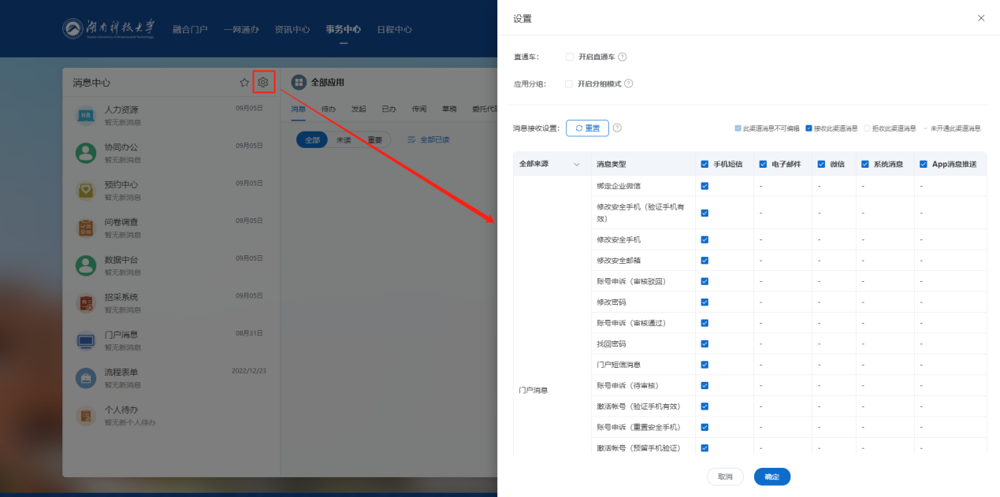 湖南科技大学
Hunan University of Science and Technology
融合门户 一网通办 资讯中心 事务中心 日程中心
消息中心
人力资源 09月05日
暂无新消息
协同办公 09月05日
暂无新消息
预约中心 09月05日
暂无新消息
问卷调查 09月05日
暂无新消息
数据中台 09月05日
暂无新消息
招采系统 09月05日
暂无新消息
门户消息 08月31日
暂无新消息
流程表单 2022/12/23
暂无新消息
个人待办
暂无新个人待办
HR
全部应用
消息 待办 发起 已办 传阅 草稿 委托代理
全部 未读 重要 全部已读
设置
直通车： 开启直通车 ?
应用分组： 开启分组模式 ?
消息接收设置： 重置 ? 此渠道消息不可编辑 接收此渠道消息 拒收此渠道消息 - 未开通此渠道消息
全部来源 消息类型 手机短信 电子邮件 微信 系统消息 App消息推送
门户消息
绑定企业微信 - - - -
修改安全手机（验证手机有
效） - - - -
修改安全手机 - - - -
修改安全邮箱 - - - -
账号申诉（审核驳回） - - - -
修改密码 - - - -
账号申诉（审核通过） - - - -
找回密码 - - - -
门户短信消息 - - - -
账号申诉（待审核） - - - -
激活帐号（验证手机有效） - - - -
账号申诉（重置安全手机） - - - -
激活帐号（预留手机验证） - - - -
取消 确定